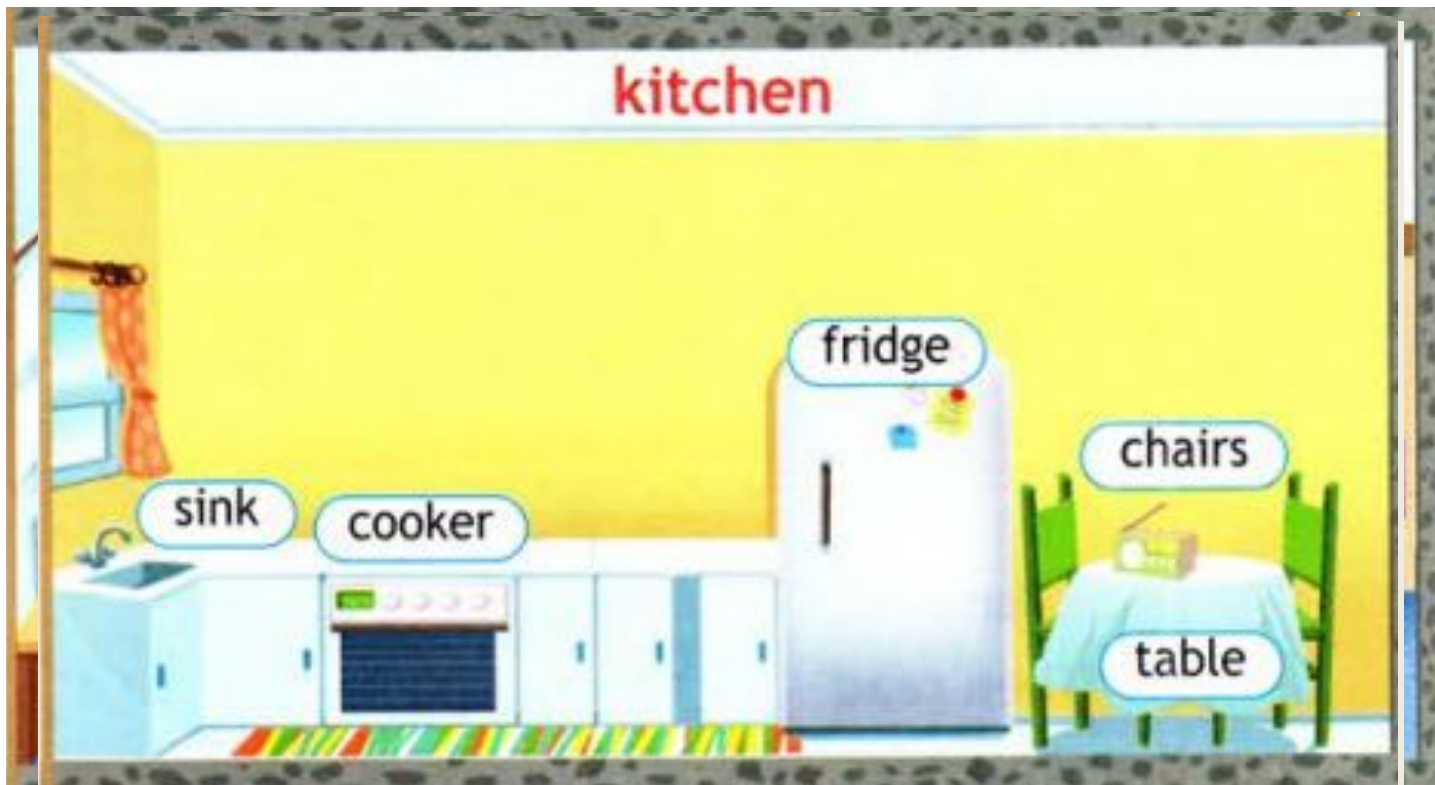 kitchen
fridge
chairs
sink
cooker
table